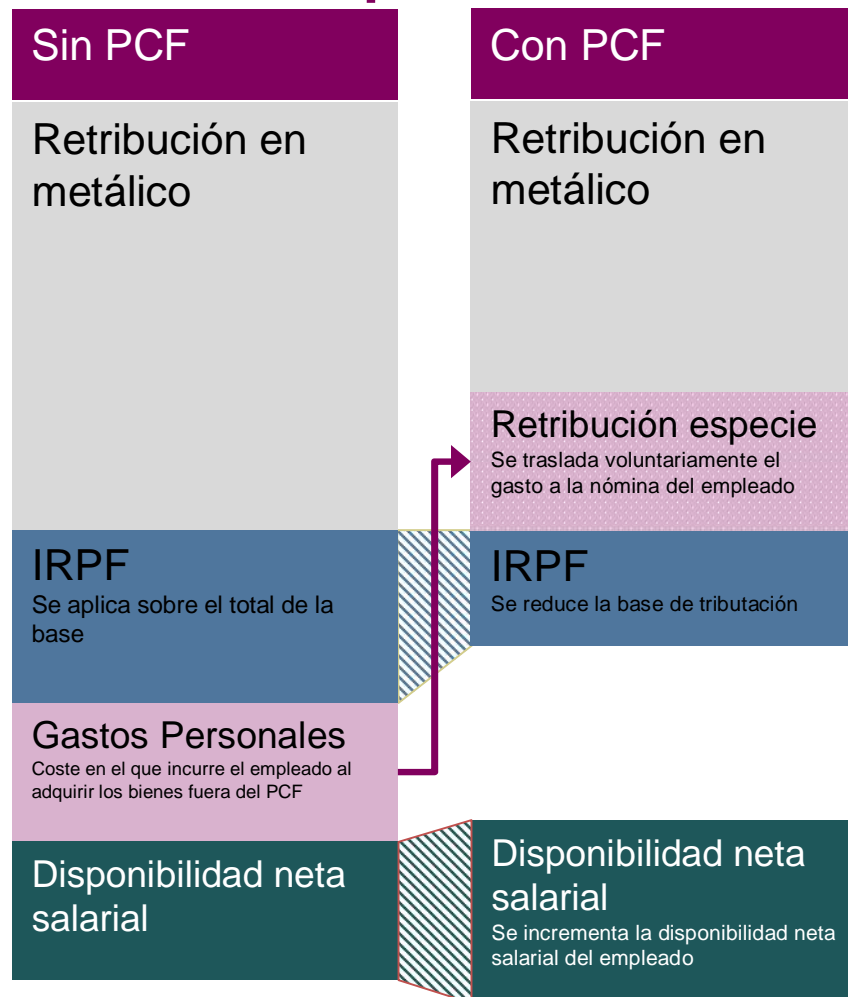 Sin PCF
Retribución en
metálico
IRPF
Se aplica sobre el total de la
base
Gastos Personales
Coste en el que incurre el empleado al
adquirir los bienes fuera del PCF
Disponibilidad neta
salarial
Con PCF
Retribución en
metálico
Retribución especie
Se traslada voluntariamente el
gasto a la nómina del empleado
IRPF
Se reduce la base de tributación
Disponibilidad neta
salarial
Se incrementa la disponibilidad neta
salarial del empleado